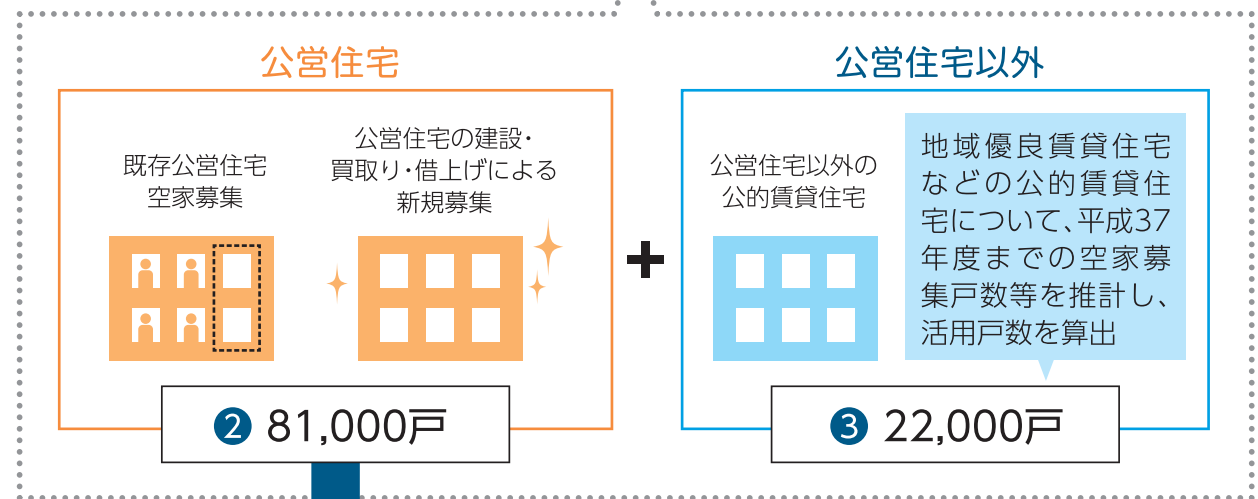 公営住宅
既存公営住宅
空家募集
公営住宅の建設・
買取り・借上げによる
新規募集
❷ 81,000戸
+
公営住宅以外
公営住宅以外の
公的賃貸住宅
地域優良賃貸住宅
などの公的賃貸住
宅について、平成37
年度までの空家募
集戸数等を推計し、
活用戸数を算出
❸ 22,000戸